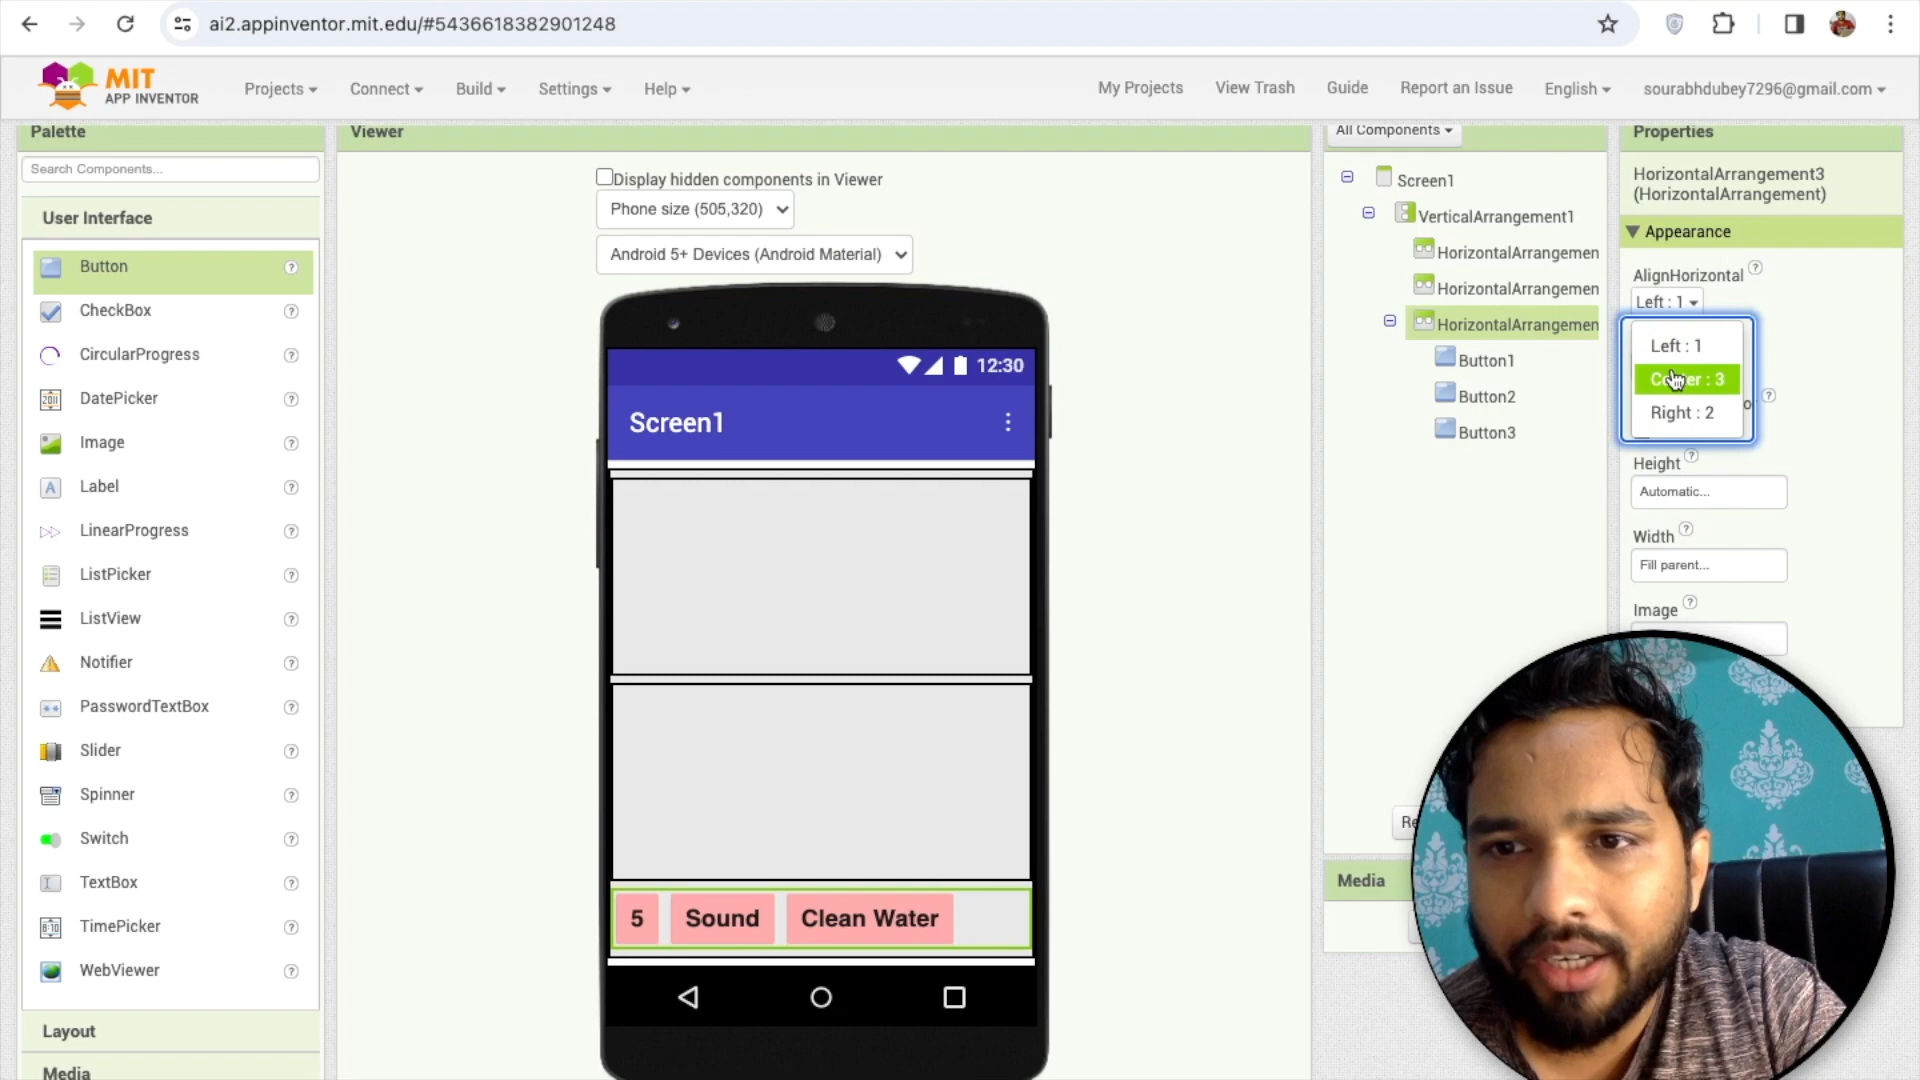 ai2.appinventor.mit.edu/#5436618382901248
MIT
APP INVENTOR
Projects
Connect
Build
Settings
Help
My Projects
View Trash
Guide
Report an Issue
English
sourabhdubey7296@gmail.com
Palette
Search Components...
User Interface
Button
CheckBox
CircularProgress
DatePicker
Image
Label
LinearProgress
ListPicker
ListView
Notifier
PasswordTextBox
Slider
Spinner
Switch
TextBox
TimePicker
WebViewer
Layout
Media
Viewer
Display hidden components in Viewer
Phone size (505,320)
Android 5+ Devices (Android Material)
12:30
Screen1
5
Sound
Clean Water
All Components
Screen1
VerticalArrangement1
HorizontalArrangemen
HorizontalArrangemen
HorizontalArrangemen
Button1
Button2
Button3
Re
Media
Properties
HorizontalArrangement3
(HorizontalArrangement)
Appearance
AlignHorizontal
Left : 1
Left : 1
: 3
Right : 2
Height
Automatic...
Width
Fill parent...
Image